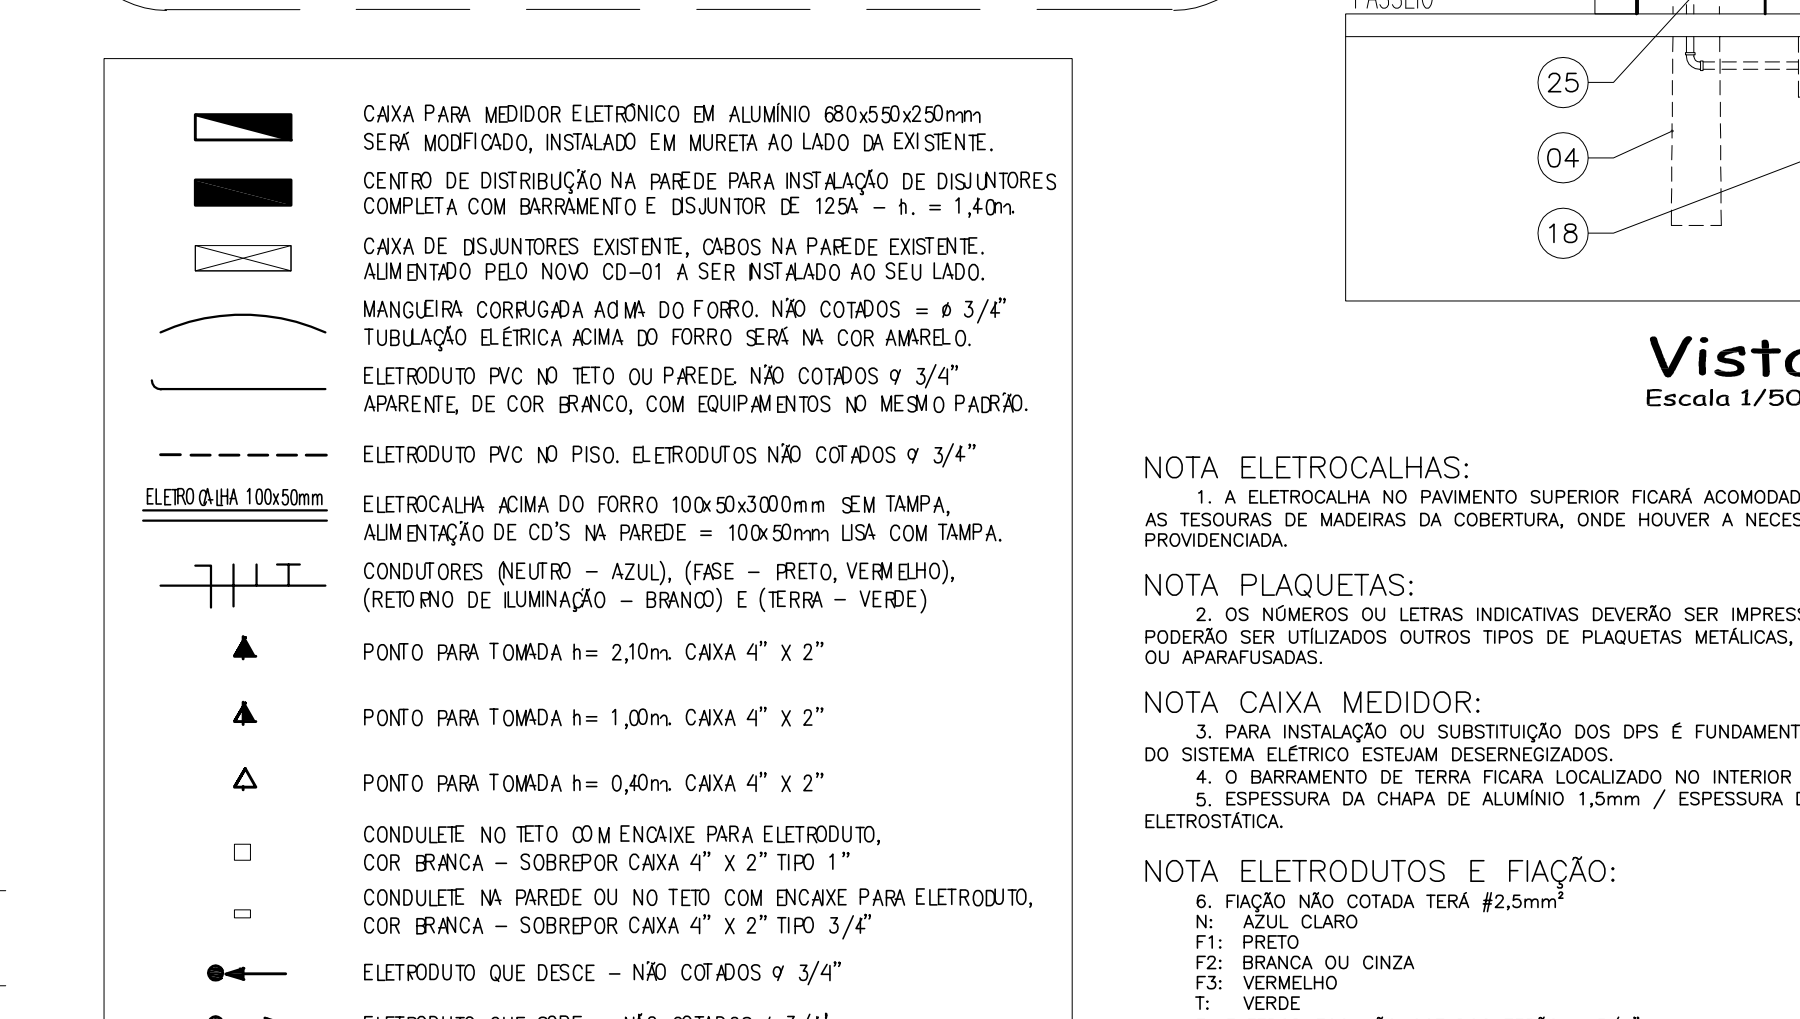 CAIXA PARA MEDIDOR ELETRÔNICO EM ALUMÍNIO 680x550x250mm
SERÁ MODIFICADO, INSTALADO EM MURETA AO LADO DA EXISTENTE.
CENTRO DE DISTRIBUÇÃO NA PAREDE PARA INSTALAÇÃO DE DISJUNTORES
COMPLETA COM BARRAMENTO E DISJUNTOR DE 125A – h. = 1,40m.
CAIXA DE DISJUNTORES EXISTENTE, CABOS NA PAREDE EXISTENTE.
ALIMENTADO PELO NOVO CD–01 A SER INSTALADO AO SEU LADO.
MANGUEIRA CORRUGADA ACIMA DO FORRO. NÃO COTADOS = ø 3/4”
TUBULAÇÃO ELÉTRICA ACIMA DO FORRO SERÁ NA COR AMARELO.
ELETRODUTO PVC NO TETO OU PAREDE. NÃO COTADOS ø 3/4”
APARENTE, DE COR BRANCO, COM EQUIPAMENTOS NO MESMO PADRÃO.
ELETRODUTO PVC NO PISO. ELETRODUTOS NÃO COTADOS ø 3/4”
ELETROCALHA 100x50mm
ELETROCALHA ACIMA DO FORRO 100x50x3000mm SEM TAMPA,
ALIMENTAÇÃO DE CD'S NA PAREDE = 100x50mm LISA COM TAMPA.
CONDUTORES (NEUTRO – AZUL), (FASE – PRETO, VERMELHO),
(RETORNO DE ILUMINAÇÃO – BRANCO) E (TERRA – VERDE)
PONTO PARA TOMADA h= 2,10m. CAIXA 4” X 2”
PONTO PARA TOMADA h= 1,00m. CAIXA 4” X 2”
PONTO PARA TOMADA h= 0,40m. CAIXA 4” X 2”
CONDULETE NO TETO COM ENCAIXE PARA ELETRODUTO,
COR BRANCA – SOBREPOR CAIXA 4” X 2” TIPO 1”
CONDULETE NA PAREDE OU NO TETO COM ENCAIXE PARA ELETRODUTO,
COR BRANCA – SOBREPOR CAIXA 4” X 2” TIPO 3/4”
ELETRODUTO QUE DESCE – NÃO COTADOS ø 3/4”
PASSEIO
25
04
18
Escala 1/50
NOTA ELETROCALHAS:
1. A ELETROCALHA NO PAVIMENTO SUPERIOR FICARÁ ACOMODAD
AS TESOURAS DE MADEIRAS DA COBERTURA, ONDE HOUVER A NECES
PROVIDENCIADA.
NOTA PLAQUETAS:
2. OS NÚMEROS OU LETRAS INDICATIVAS DEVERÃO SER IMPRESS
PODERÃO SER UTÍLIZADOS OUTROS TIPOS DE PLAQUETAS METÁLICAS,
OU APARAFUSADAS.
NOTA CAIXA MEDIDOR:
3. PARA INSTALAÇÃO OU SUBSTITUIÇÃO DOS DPS É FUNDAMENT
DO SISTEMA ELÉTRICO ESTEJAM DESERNEGIZADOS.
4. O BARRAMENTO DE TERRA FICARA LOCALIZADO NO INTERIOR
5. ESPESSURA DA CHAPA DE ALUMÍNIO 1,5mm / ESPESSURA D
ELETROSTÁTICA.
NOTA ELETRODUTOS E FIAÇÃO:
6. FIAÇÃO NÃO COTADA TERÁ #2,5mm²
N: AZUL CLARO
F1: PRETO
F2: BRANCA OU CINZA
F3: VERMELHO
T: VERDE